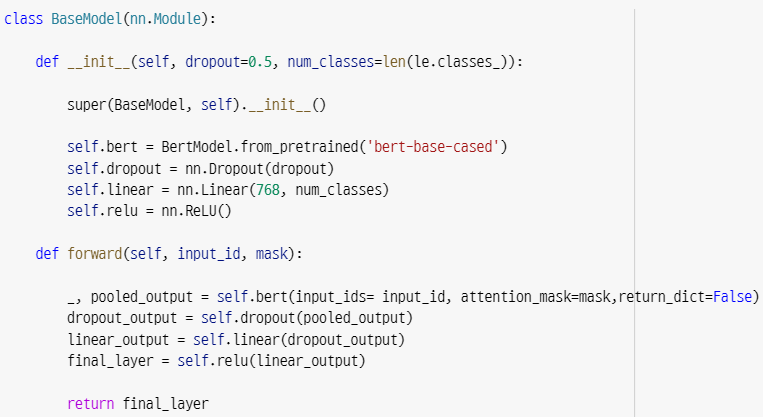 class BaseModel(nn.Module):
def __init__(self, dropout=0.5, num_classes=len(le.classes_)):
super(BaseModel, self).__init__()
self.bert = BertModel.from_pretrained('bert-base-cased')
self.dropout = nn.Dropout(dropout)
self.linear = nn.Linear(768, num_classes)
self.relu = nn.ReLU()
def forward(self, input_id, mask):
_, pooled_output = self.bert(input_ids= input_id, attention_mask=mask,return_dict=False)
dropout_output = self.dropout(pooled_output)
linear_output = self.linear(dropout_output)
final_layer = self.relu(linear_output)
return final_layer